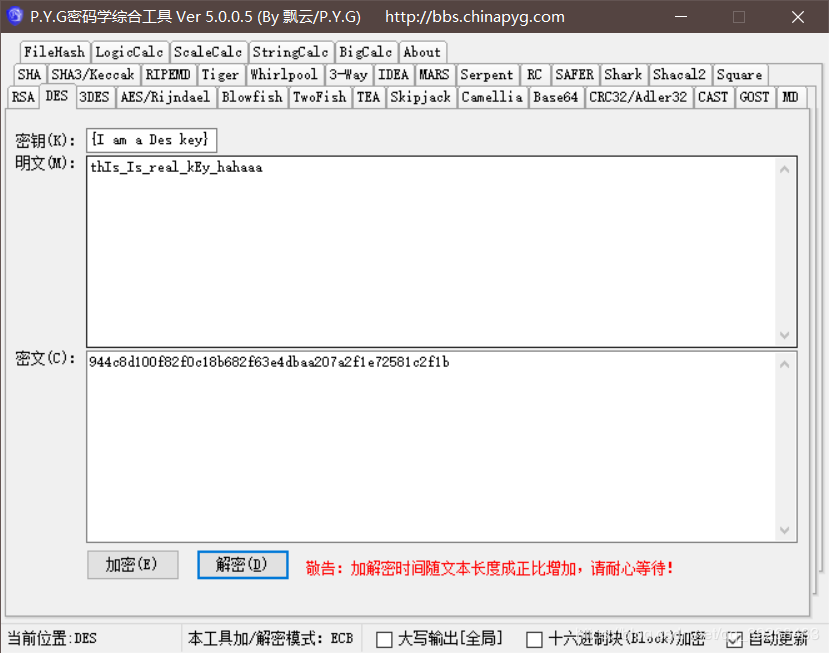 P.Y.G密码学综合工具 Ver 5.0.0.5 (By 飘云/P.Y.G) http://bbs.chinapyg.com
FileHash LogicCalc ScaleCalc StringCalc BigCalc About
SHA SHA3/Keccak RIPEMD Tiger Whirlpool 3-Way IDEA MARS Serpent RC SAFER Shark Shacal2 Square
RSA DES 3DES AES/Rijndael Blowfish TwoFish TEA Skipjack Camellia Base64 CRC32/Adler32 CAST GOST MD
密钥(K): {I am a Des key}
明文(M): thIs_Is_real_kEy_hahaaa
密文(C): 944c8d100f82f0c18b682f63e4dbaa207a2f1e72581c2f1b
加密(E) 解密(D) 敬告: 加解密时间随文本长度成正比增加, 请耐心等待!
当前位置:DES 本工具加/解密模式: ECB 大写输出[全局] 十六进制块(Block)加密 自动更新